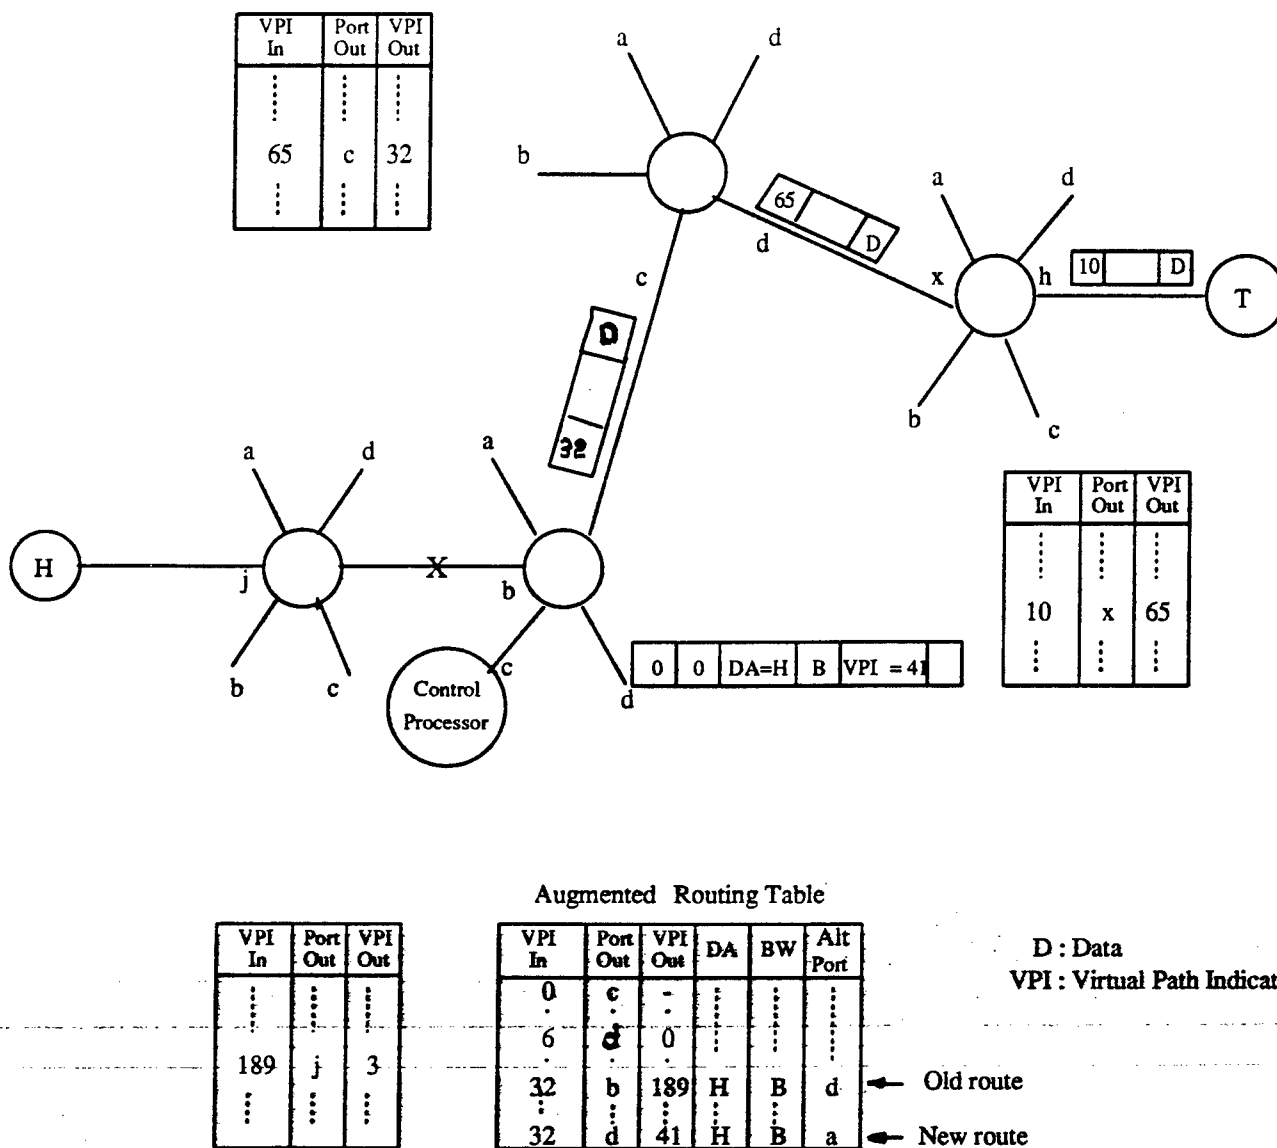 VPI Port VPI
In Out Out
65 c 32
a
d
b
65 D
a
d
d
10 D
c
x
h
T
D
32
b
c
a
d
a
VPI Port VPI
In Out Out
10 x 65
H
j
X
b
b
c
c
Control
Processor
d
0 0 DA=H B VPI = 41
Augmented Routing Table
VPI Port VPI
In Out Out
189 j 3
VPI Port VPI DA BW Alt
In Out Out Port
0 c -
6 d 0
32 b 189 H B d
32 d 41 H B a
Old route
New route
D : Data
VPI : Virtual Path Indicat